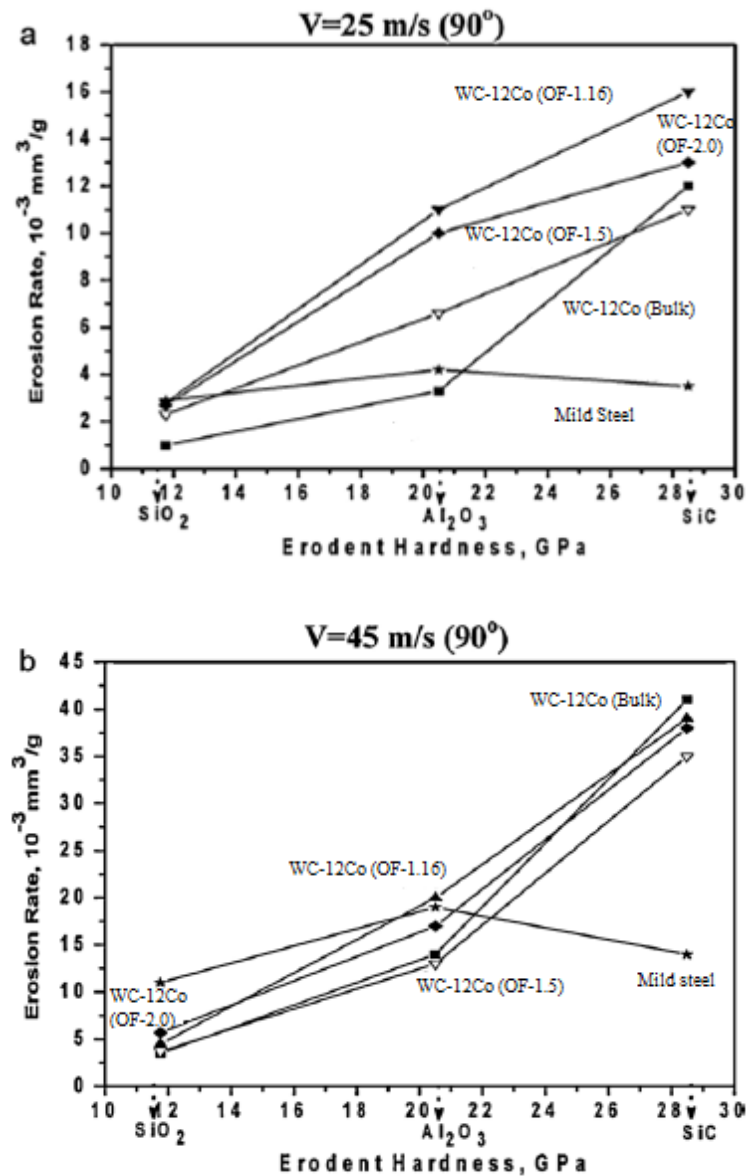 a
V=25 m/s (90°)
18
16
14
12
10
8
6
4
2
0
Erosion Rate, 10⁻³ mm³/g
WC-12Co (OF-1.16)
WC-12Co
(OF-2.0)
WC-12Co (OF-1.5)
WC-12Co (Bulk)
Mild Steel
10 12 14 16 18 20 22 24 26 28 30
SiO₂ Al₂O₃ SiC
Erodent Hardness, GPa
b
V=45 m/s (90°)
45
40
35
30
25
20
15
10
5
0
Erosion Rate, 10⁻³ mm³/g
WC-12Co (Bulk)
WC-12Co (OF-1.16)
WC-12Co
(OF-2.0)
WC-12Co (OF-1.5)
Mild steel
10 12 14 16 18 20 22 24 26 28 30
SiO₂ Al₂O₃ SiC
Erodent Hardness, GPa